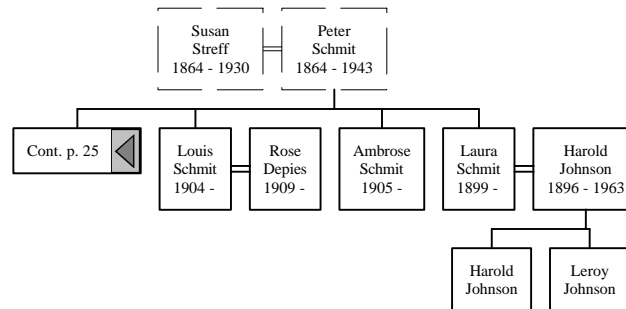 Susan
Streff
1864 - 1930
Peter
Schmit
1864 - 1943
Cont. p. 25
Louis
Schmit
1904 -
Rose
Depies
1909 -
Ambrose
Schmit
1905 -
Laura
Schmit
1899 -
Harold
Johnson
1896 - 1963
Harold
Johnson
Leroy
Johnson